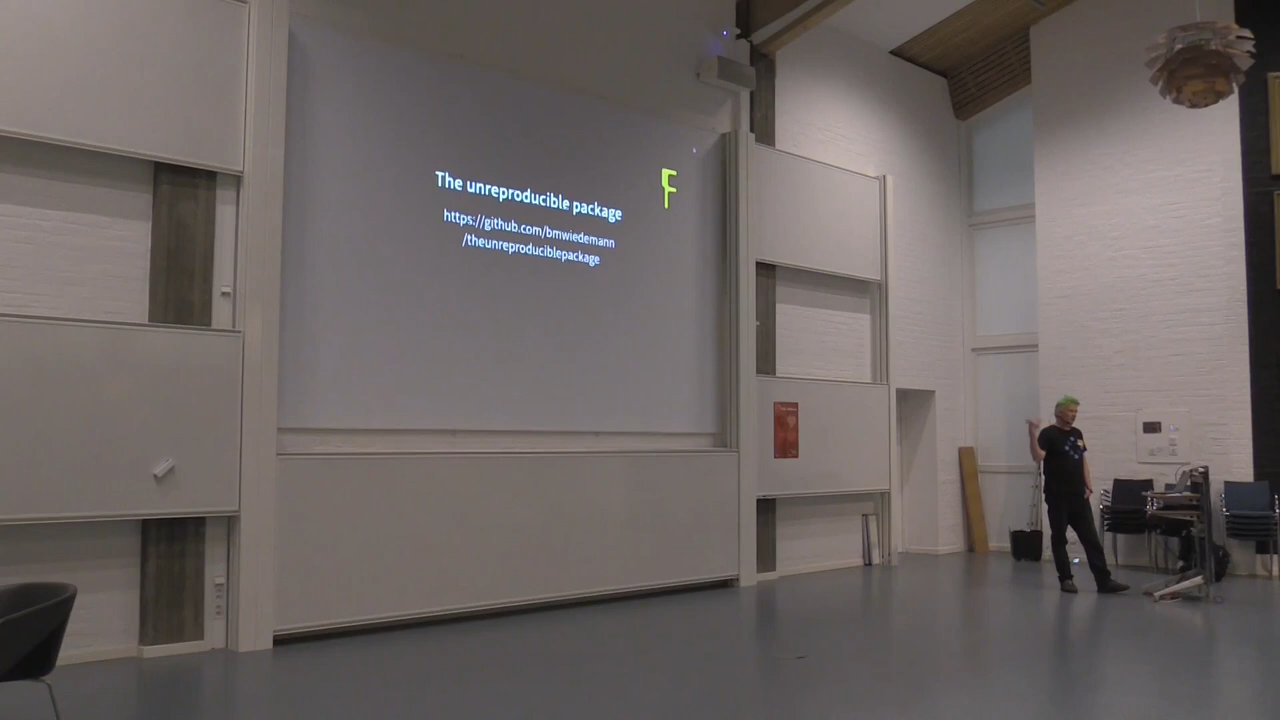 The unreproducible package
https://github.com/bmwiedemann
/theunreproduciblepackage